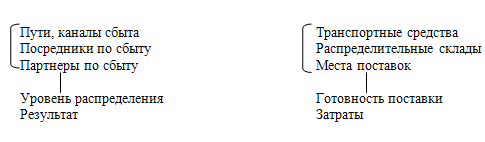 Пути, каналы сбыта
Посредники по сбыту
Партнеры по сбыту
Уровень распределения
Результат
Транспортные средства
Распределительные склады
Места поставок
Готовность поставки
Затраты